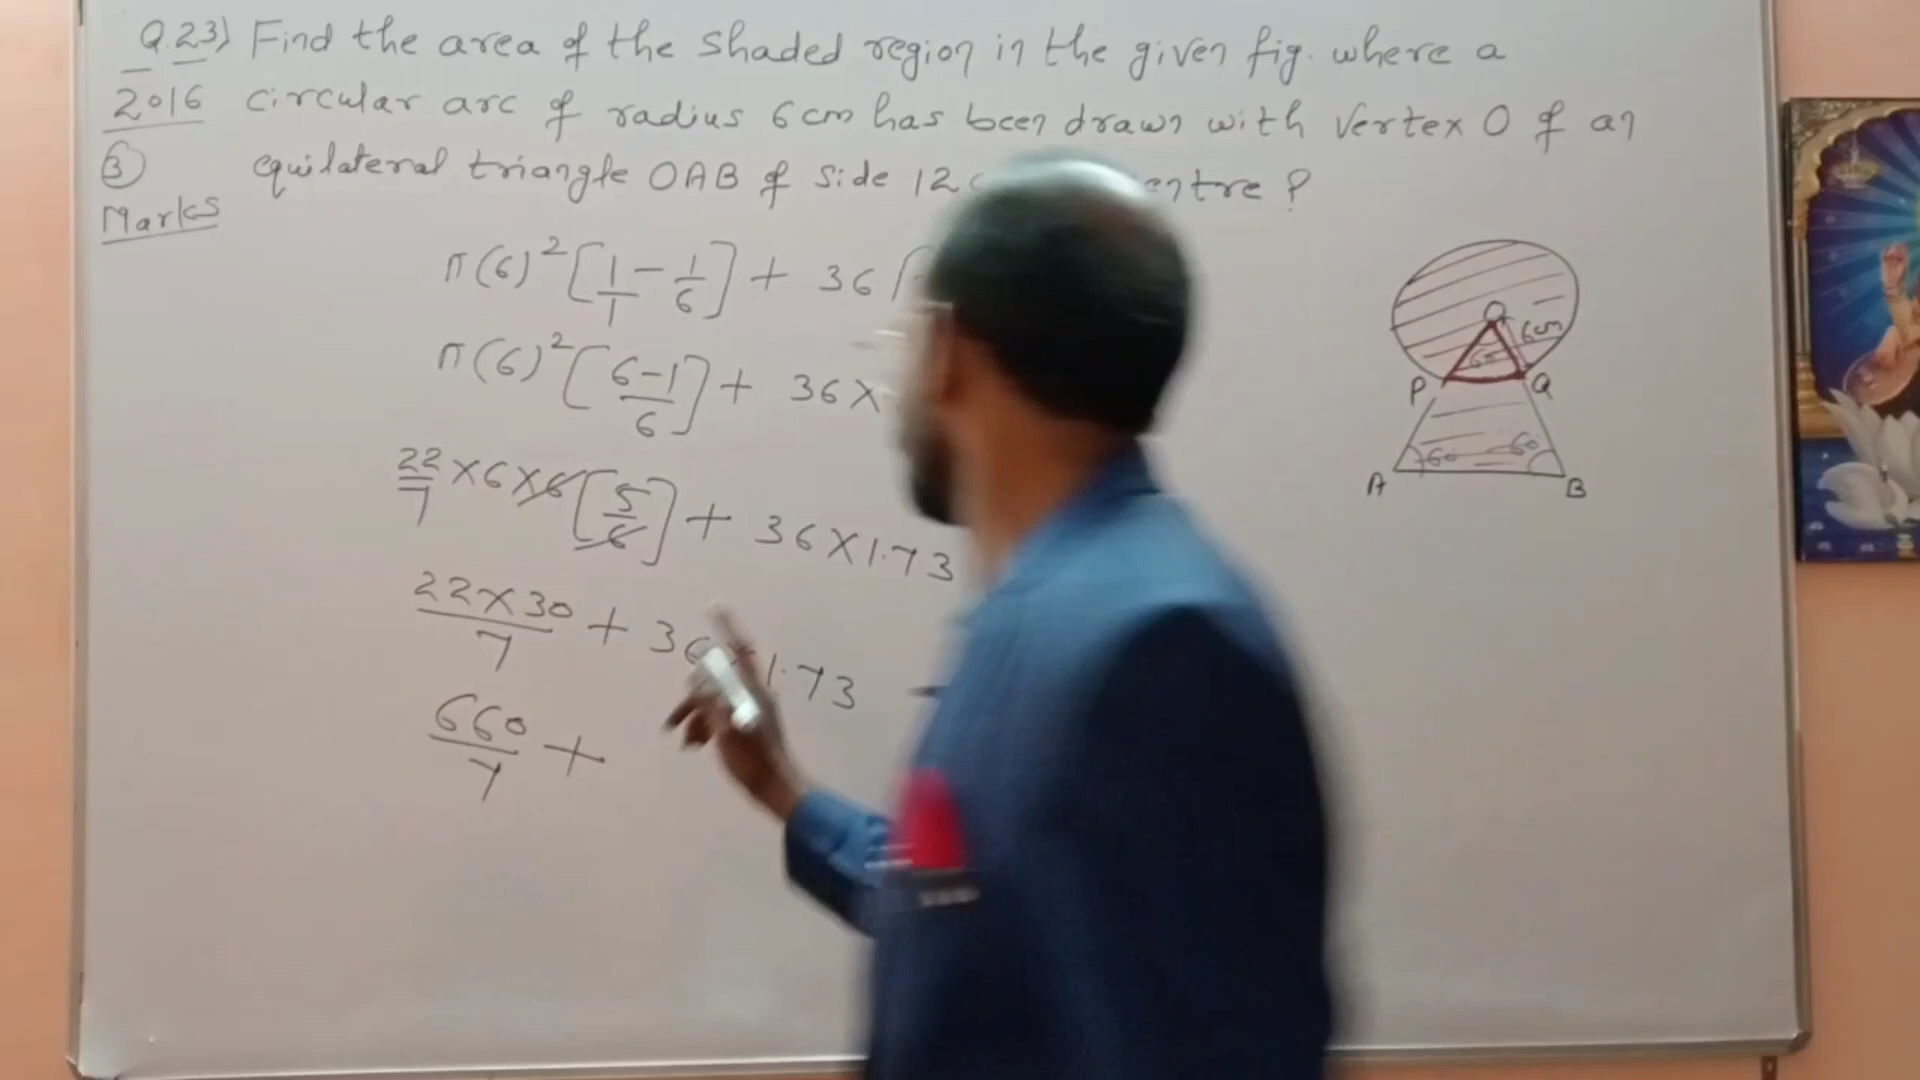 Q.23) Find the area of the shaded region in the given fig. where a
2016 circular arc of radius 6cm has been drawn with vertex O of an
③ equilateral triangle OAB of side 12
Marks
π(6)²[1/1 - 1/6] + 36
π(6)²[6-1/6] + 36×
22/7 ×6×6[5/6] + 36×1.73
22×30/7 + 36×1.73 -
660/7 +
O
6cm
60
P Q
60 60
A B